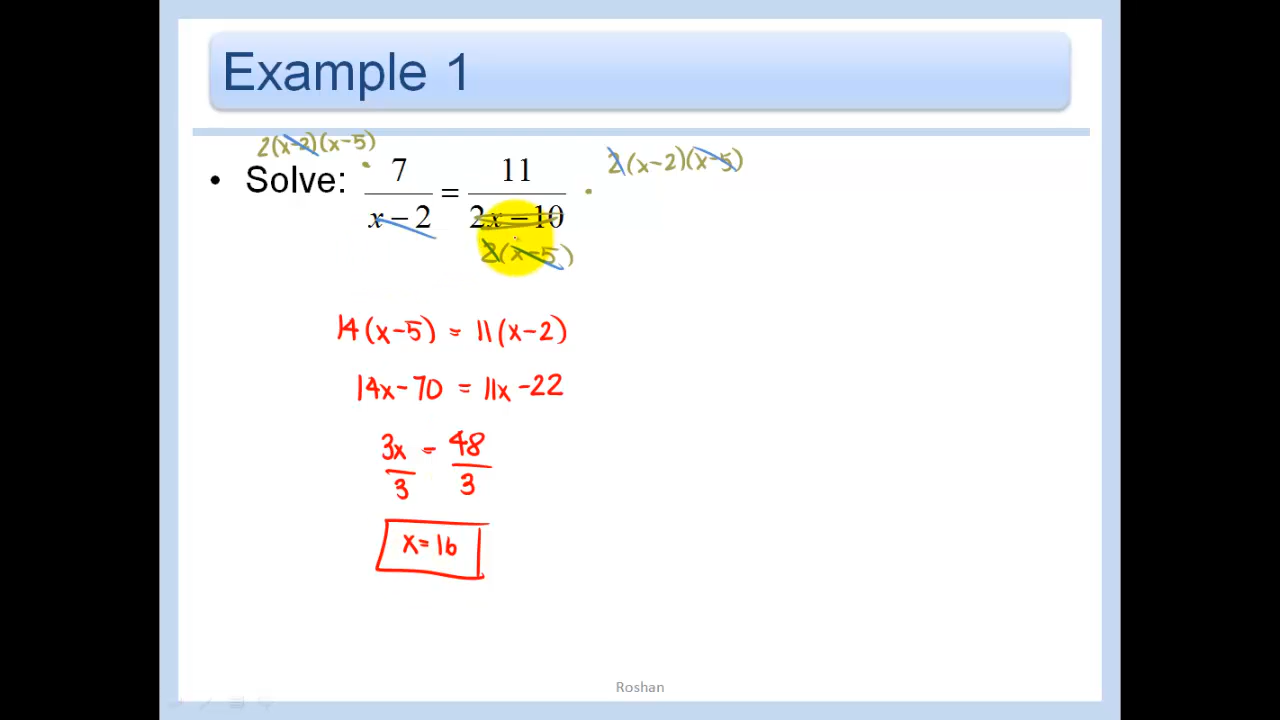 Example 1
2(x-2)(x-5)
2(x-2)(x-5)
• Solve: 7/(x - 2) = 11/(2x - 10)
2(x-5)
14(x-5) = 11(x-2)
14x-70 = 11x-22
3x/3 = 48/3
x=16
Roshan